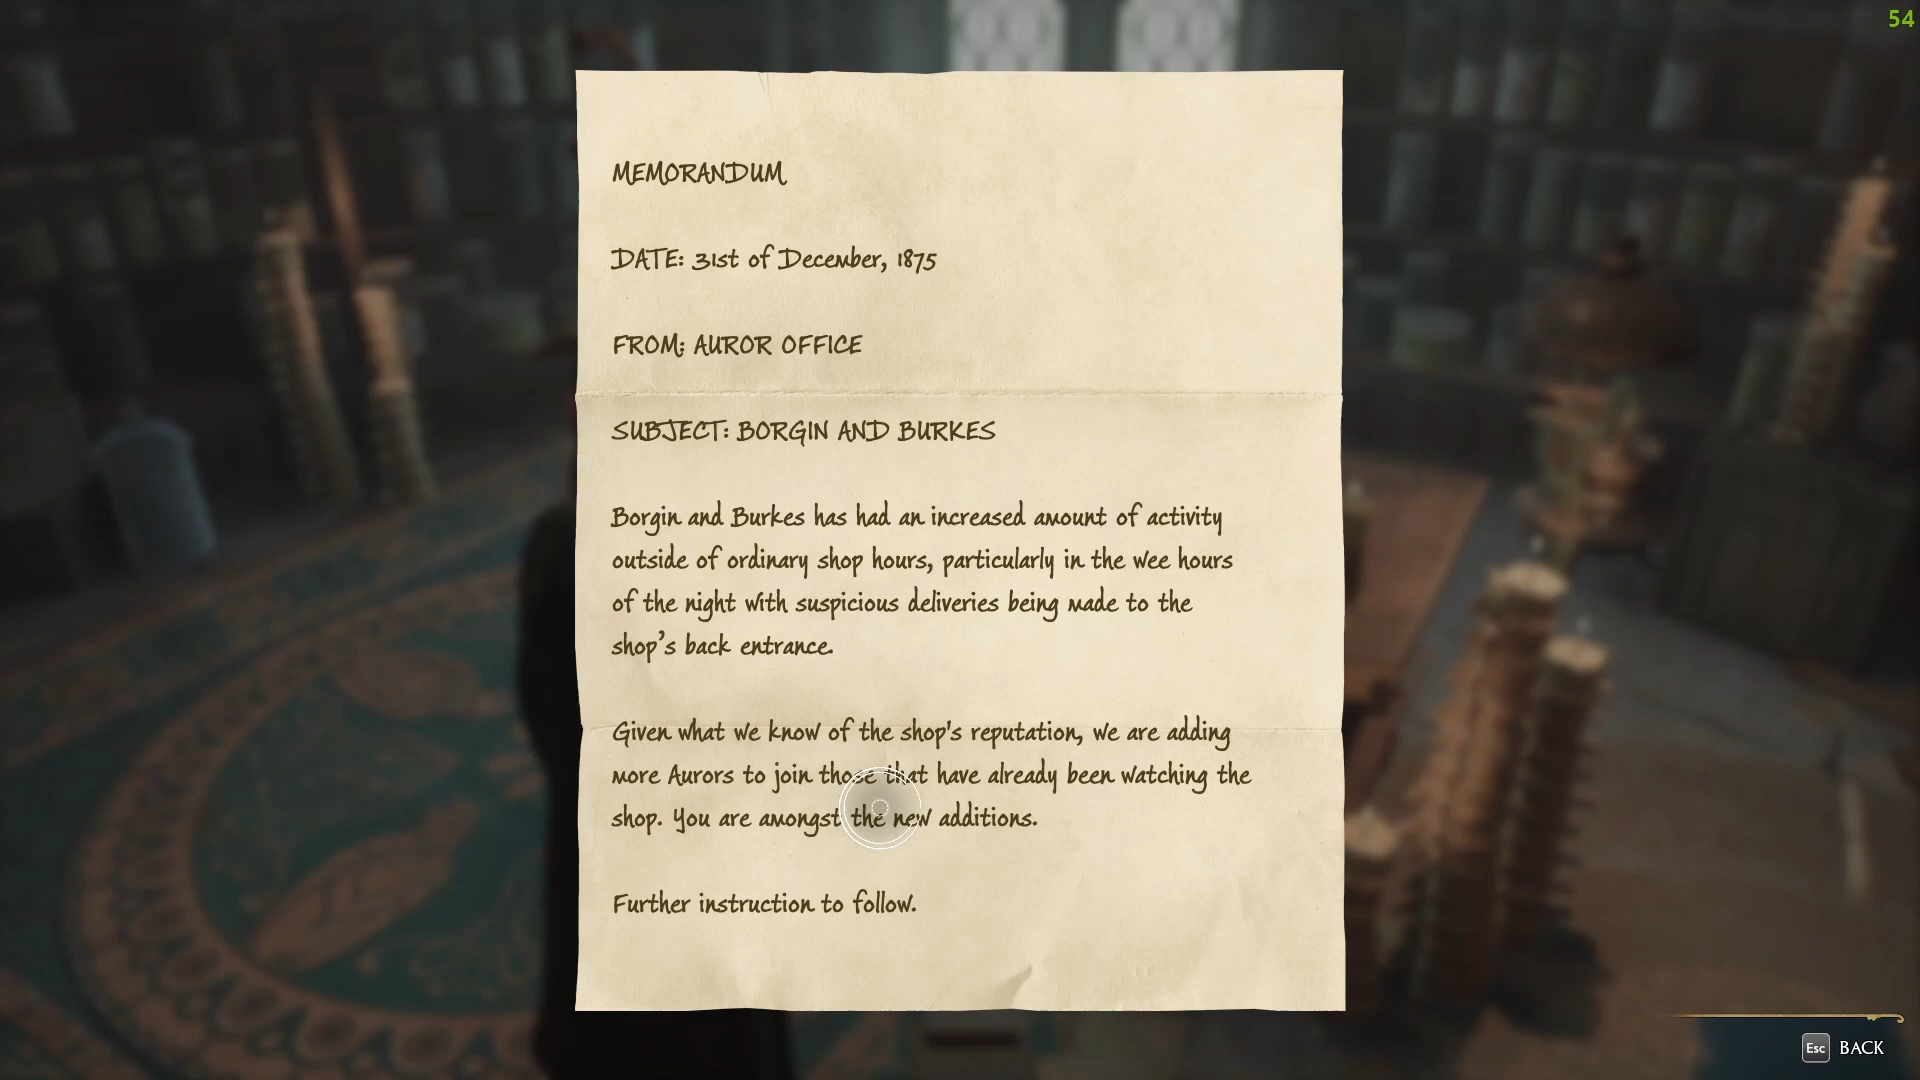 54
MEMORANDUM
DATE: 31st of December, 1875
FROM: AUROR OFFICE
SUBJECT: BORGIN AND BURKES
Borgin and Burkes has had an increased amount of activity
outside of ordinary shop hours, particularly in the wee hours
of the night with suspicious deliveries being made to the
shop’s back entrance.
Given what we know of the shop's reputation, we are adding
more Aurors to join those that have already been watching the
shop. You are amongst the new additions.
Further instruction to follow.
Esc BACK